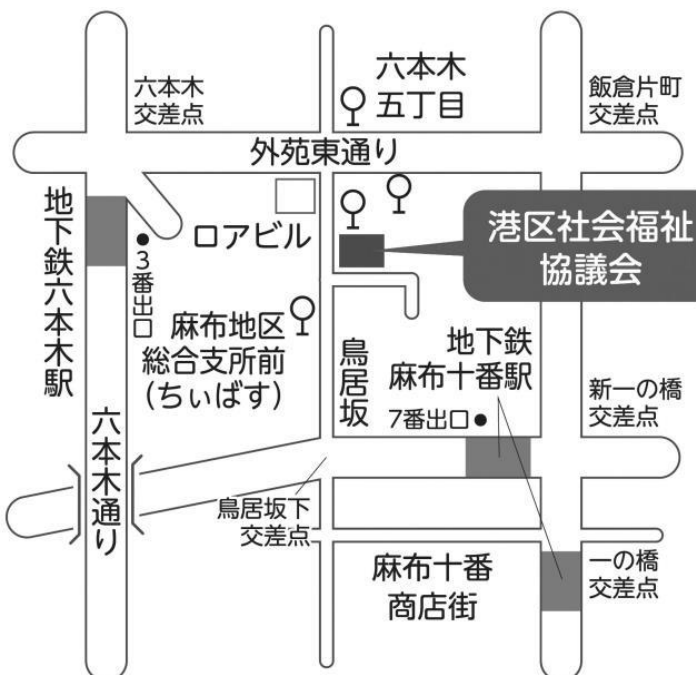 六本木
交差点
六本木
五丁目
飯倉片町
交差点
外苑東通り
地下鉄六本木駅
ロアビル
3番出口
港区社会福祉
協議会
麻布地区
総合支所前
(ちぃばす)
鳥居坂
地下鉄
麻布十番駅
7番出口
新一の橋
交差点
六本木通り
鳥居坂下
交差点
麻布十番
商店街
一の橋
交差点